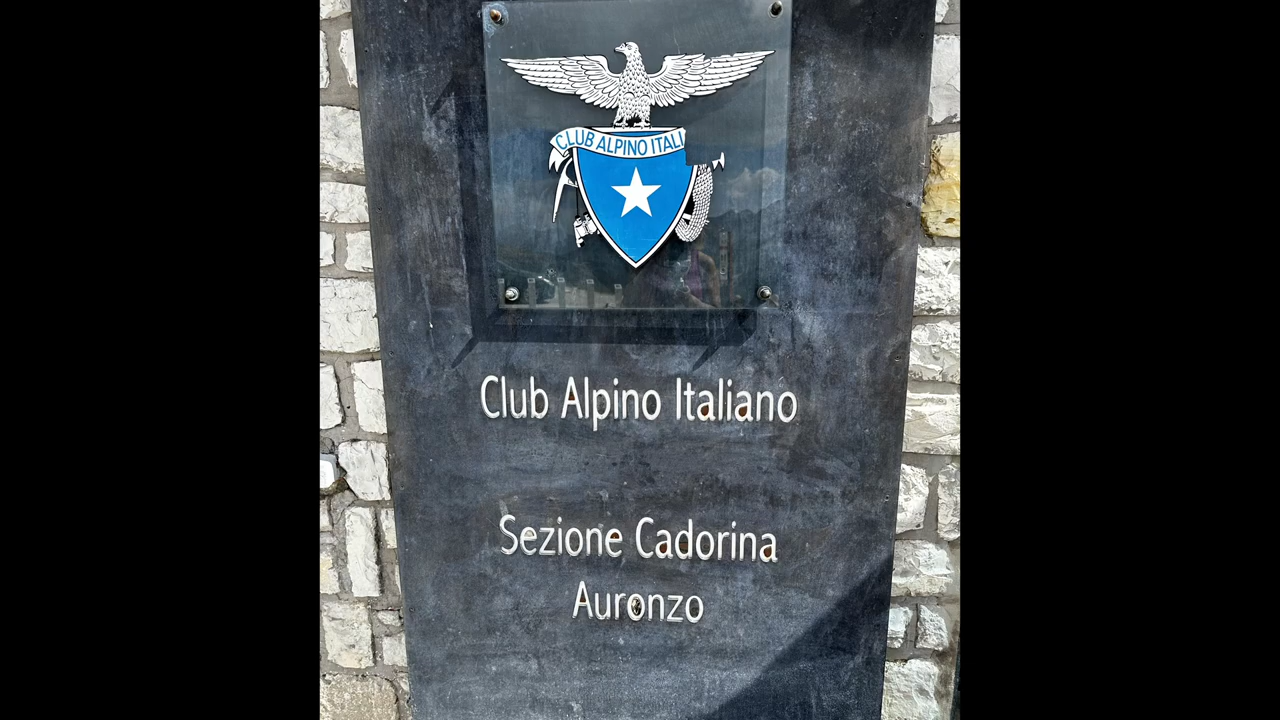 CLUB ALPINO ITALI
Club Alpino Italiano
Sezione Cadorina
Auronzo